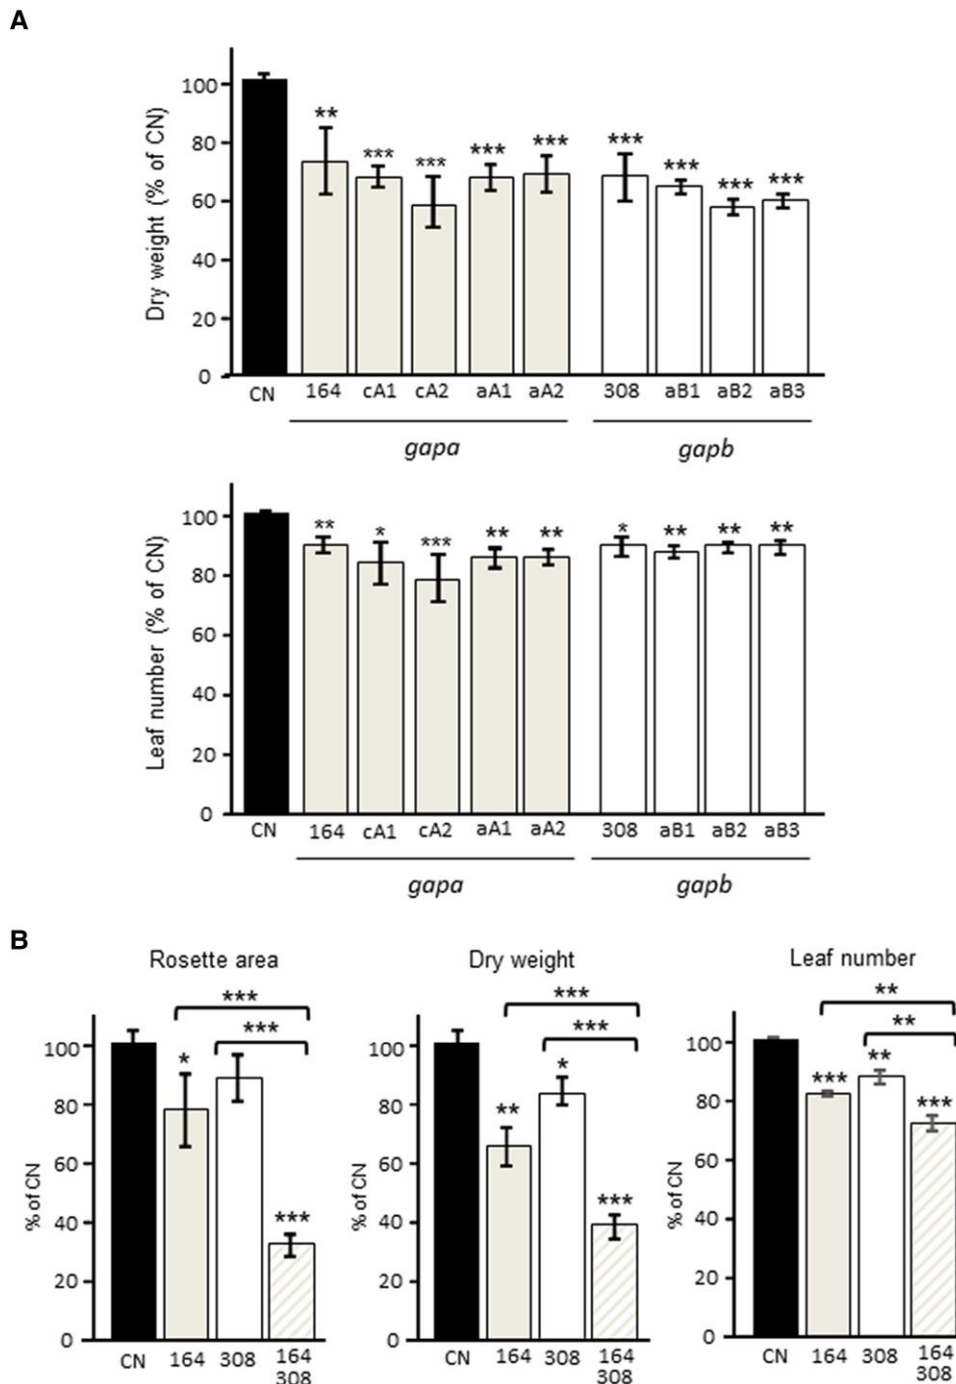 A
Dry weight (% of CN)
100
80
60
40
20
0
** *** *** *** *** *** *** *** ***
CN 164 cA1 cA2 aA1 aA2 308 aB1 aB2 aB3
gapa gapb
Leaf number (% of CN)
100
80
60
40
20
0
** * *** ** ** * ** ** **
CN 164 cA1 cA2 aA1 aA2 308 aB1 aB2 aB3
gapa gapb
B
Rosette area
% of CN
100
80
60
40
20
0
***
***
*
***
CN 164 308 164
308
Dry weight
% of CN
100
80
60
40
20
0
***
***
*
**
***
CN 164 308 164
308
Leaf number
% of CN
100
80
60
40
20
0
**
**
**
***
***
CN 164 308 164
308